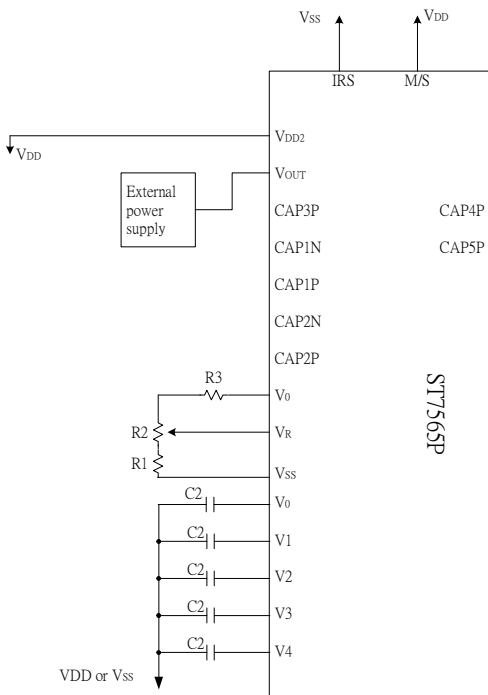 VSS VDD
IRS M/S
VDD2
VDD
VOUT
External
power
supply
CAP3P CAP4P
CAP1N CAP5P
CAP1P
CAP2N
CAP2P
R3 V0
R2 VR
R1
VSS
C2 V0
C2 V1
C2 V2
C2 V3
C2 V4
VDD or VSS
ST7565P